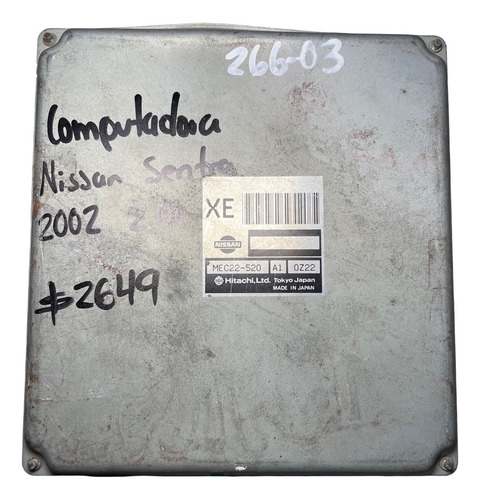 266-03
Computadora
Nissan Sentra
2002
$2649
XE
NISSAN
MEC22-520 A1 0Z22
Hitachi, Ltd. Tokyo Japan
MADE IN JAPAN